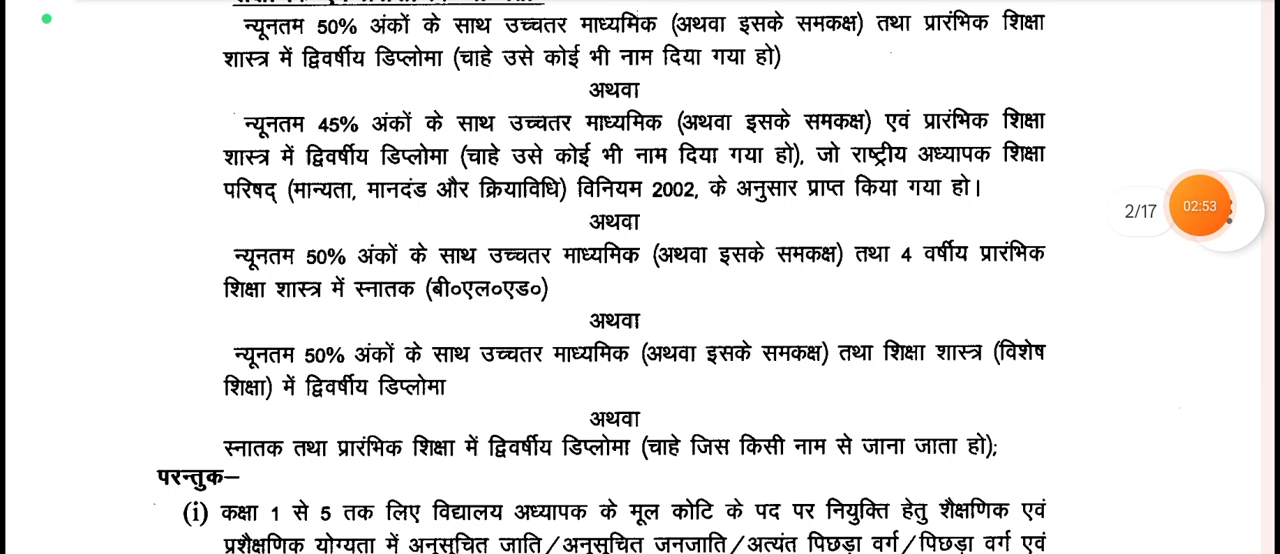 न्यूनतम 50% अंकों के साथ उच्चतर माध्यमिक (अथवा इसके समकक्ष) तथा प्रारंभिक शिक्षा
शास्त्र में द्विवर्षीय डिप्लोमा (चाहे उसे कोई भी नाम दिया गया हो)
अथवा
न्यूनतम 45% अंकों के साथ उच्चतर माध्यमिक (अथवा इसके समकक्ष) एवं प्रारंभिक शिक्षा
शास्त्र में द्विवर्षीय डिप्लोमा (चाहे उसे कोई भी नाम दिया गया हो), जो राष्ट्रीय अध्यापक शिक्षा
परिषद् (मान्यता, मानदंड और क्रियाविधि) विनियम 2002, के अनुसार प्राप्त किया गया हो।
2/17
02:53
अथवा
न्यूनतम 50% अंकों के साथ उच्चतर माध्यमिक (अथवा इसके समकक्ष) तथा 4 वर्षीय प्रारंभिक
शिक्षा शास्त्र में स्नातक (बी०एल०एड०)
अथवा
न्यूनतम 50% अंकों के साथ उच्चतर माध्यमिक (अथवा इसके समकक्ष) तथा शिक्षा शास्त्र (विशेष
शिक्षा) में द्विवर्षीय डिप्लोमा
अथवा
स्नातक तथा प्रारंभिक शिक्षा में द्विवर्षीय डिप्लोमा (चाहे जिस किसी नाम से जाना जाता हो);
परन्तुक–
(i) कक्षा 1 से 5 तक लिए विद्यालय अध्यापक के मूल कोटि के पद पर नियुक्ति हेतु शैक्षणिक एवं
प्रशैक्षणिक योग्यता में अनुसूचित जाति/अनुसूचित जनजाति/अत्यंत पिछड़ा वर्ग/पिछड़ा वर्ग एवं